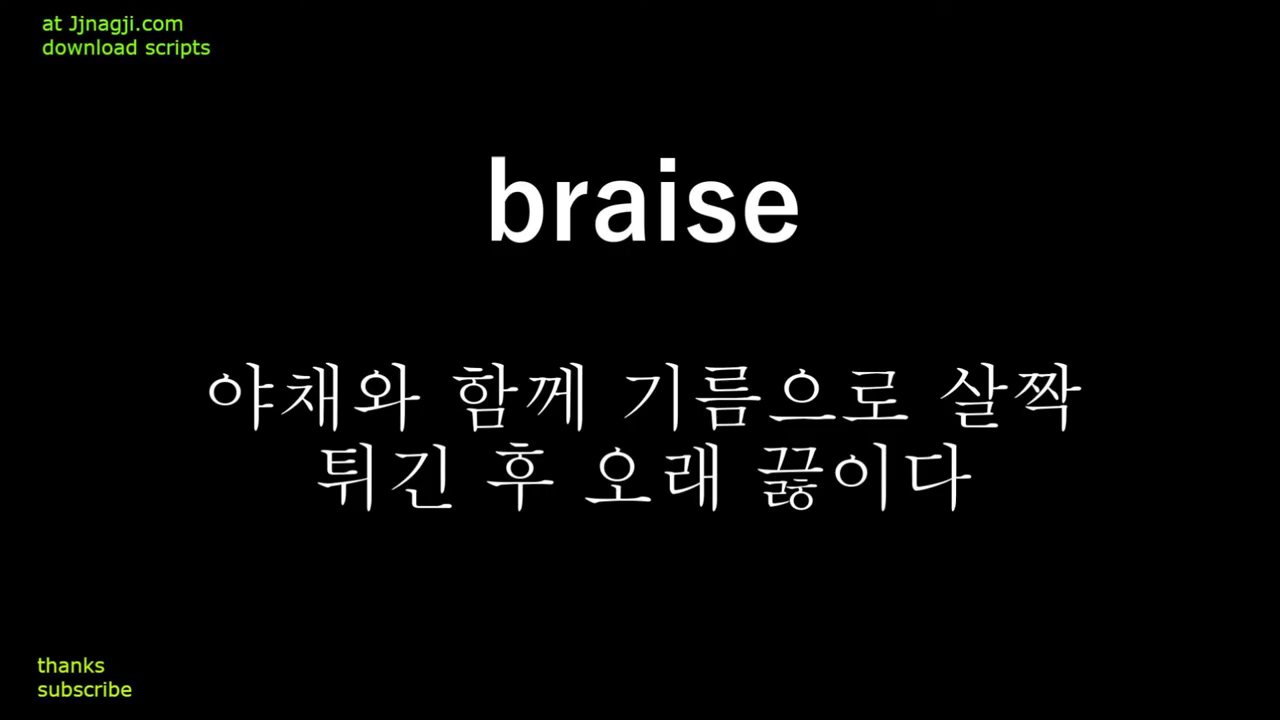 at Jjnagji.com
download scripts
braise
야채와 함께 기름으로 살짝
튀긴 후 오래 끓이다
thanks
subscribe